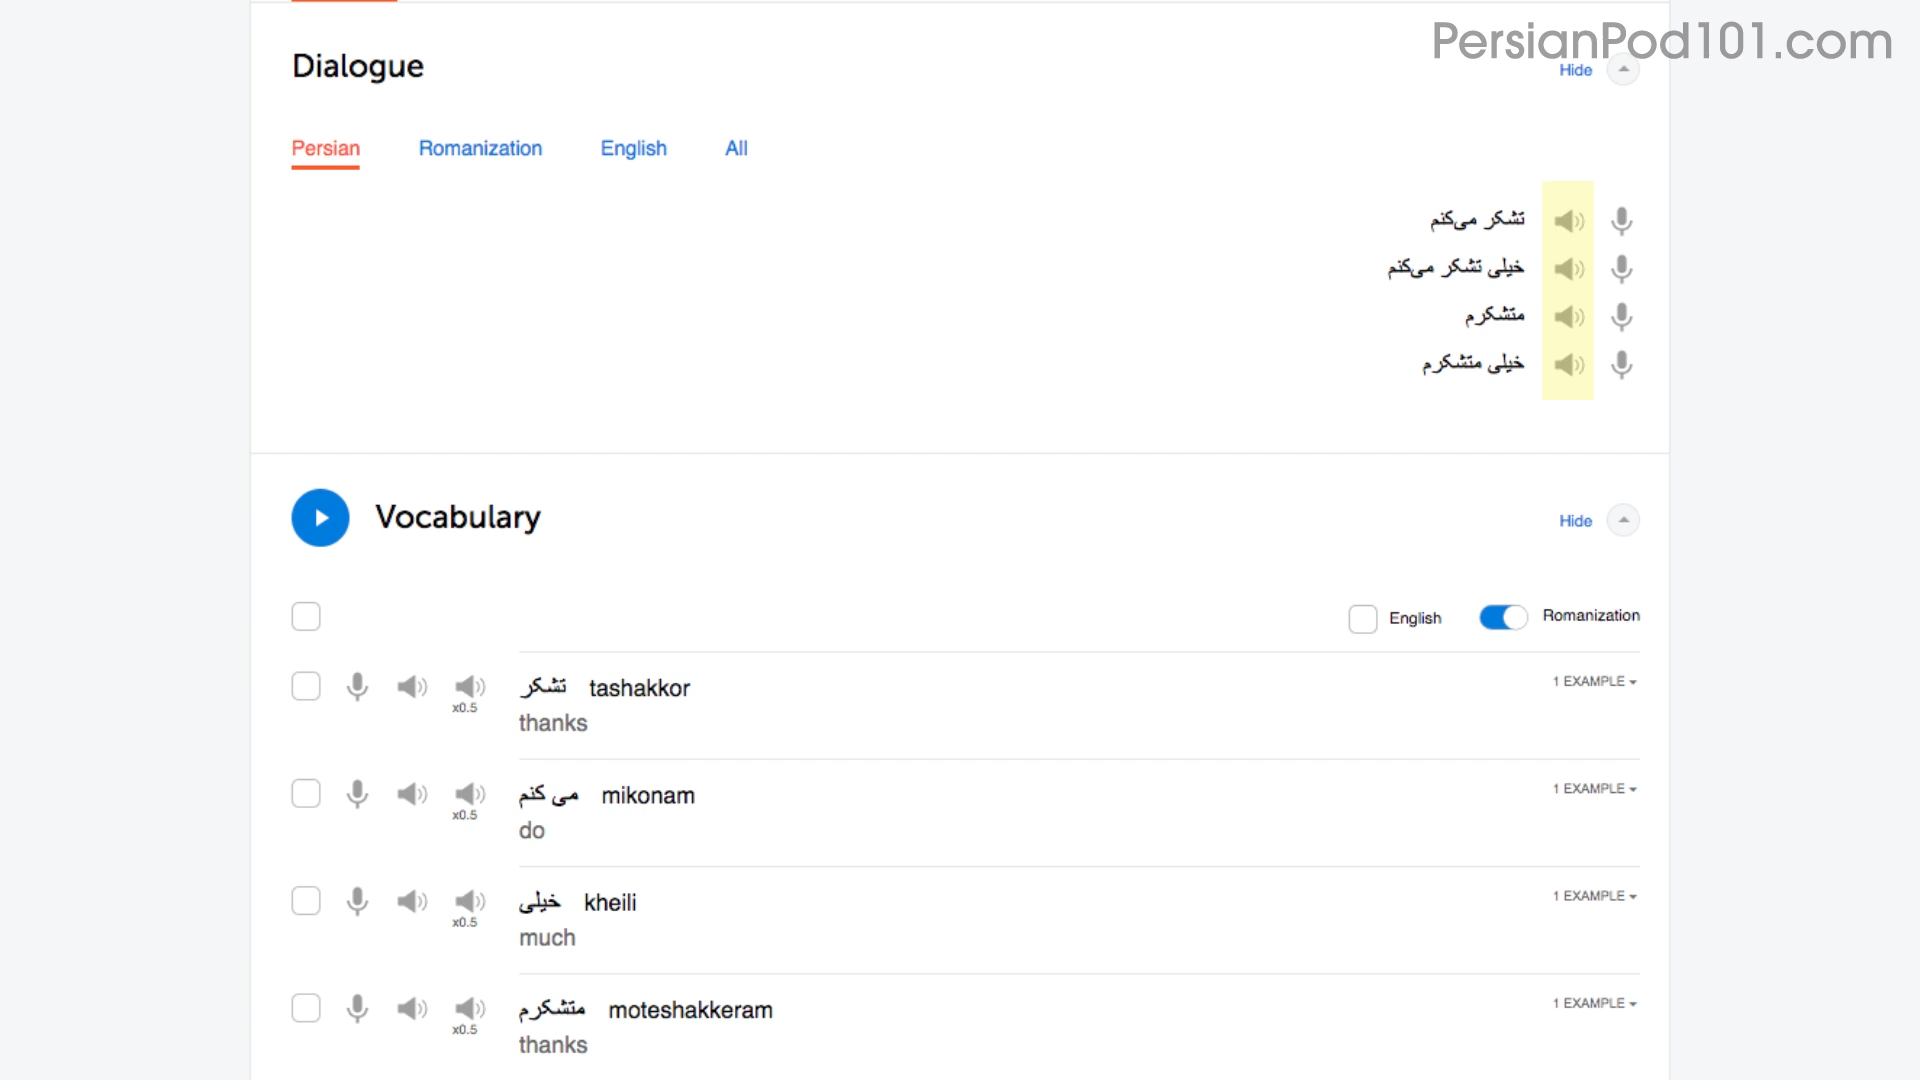 PersianPod101.com
Dialogue
Hide
Persian Romanization English All
تشکر می‌کنم
خیلی تشکر می‌کنم
متشکرم
خیلی متشکرم
Vocabulary
Hide
English Romanization
تشکر tashakkor
1 EXAMPLE
x0.5
thanks
می کنم mikonam
1 EXAMPLE
x0.5
do
خیلی kheili
1 EXAMPLE
x0.5
much
متشکرم moteshakkeram
1 EXAMPLE
x0.5
thanks